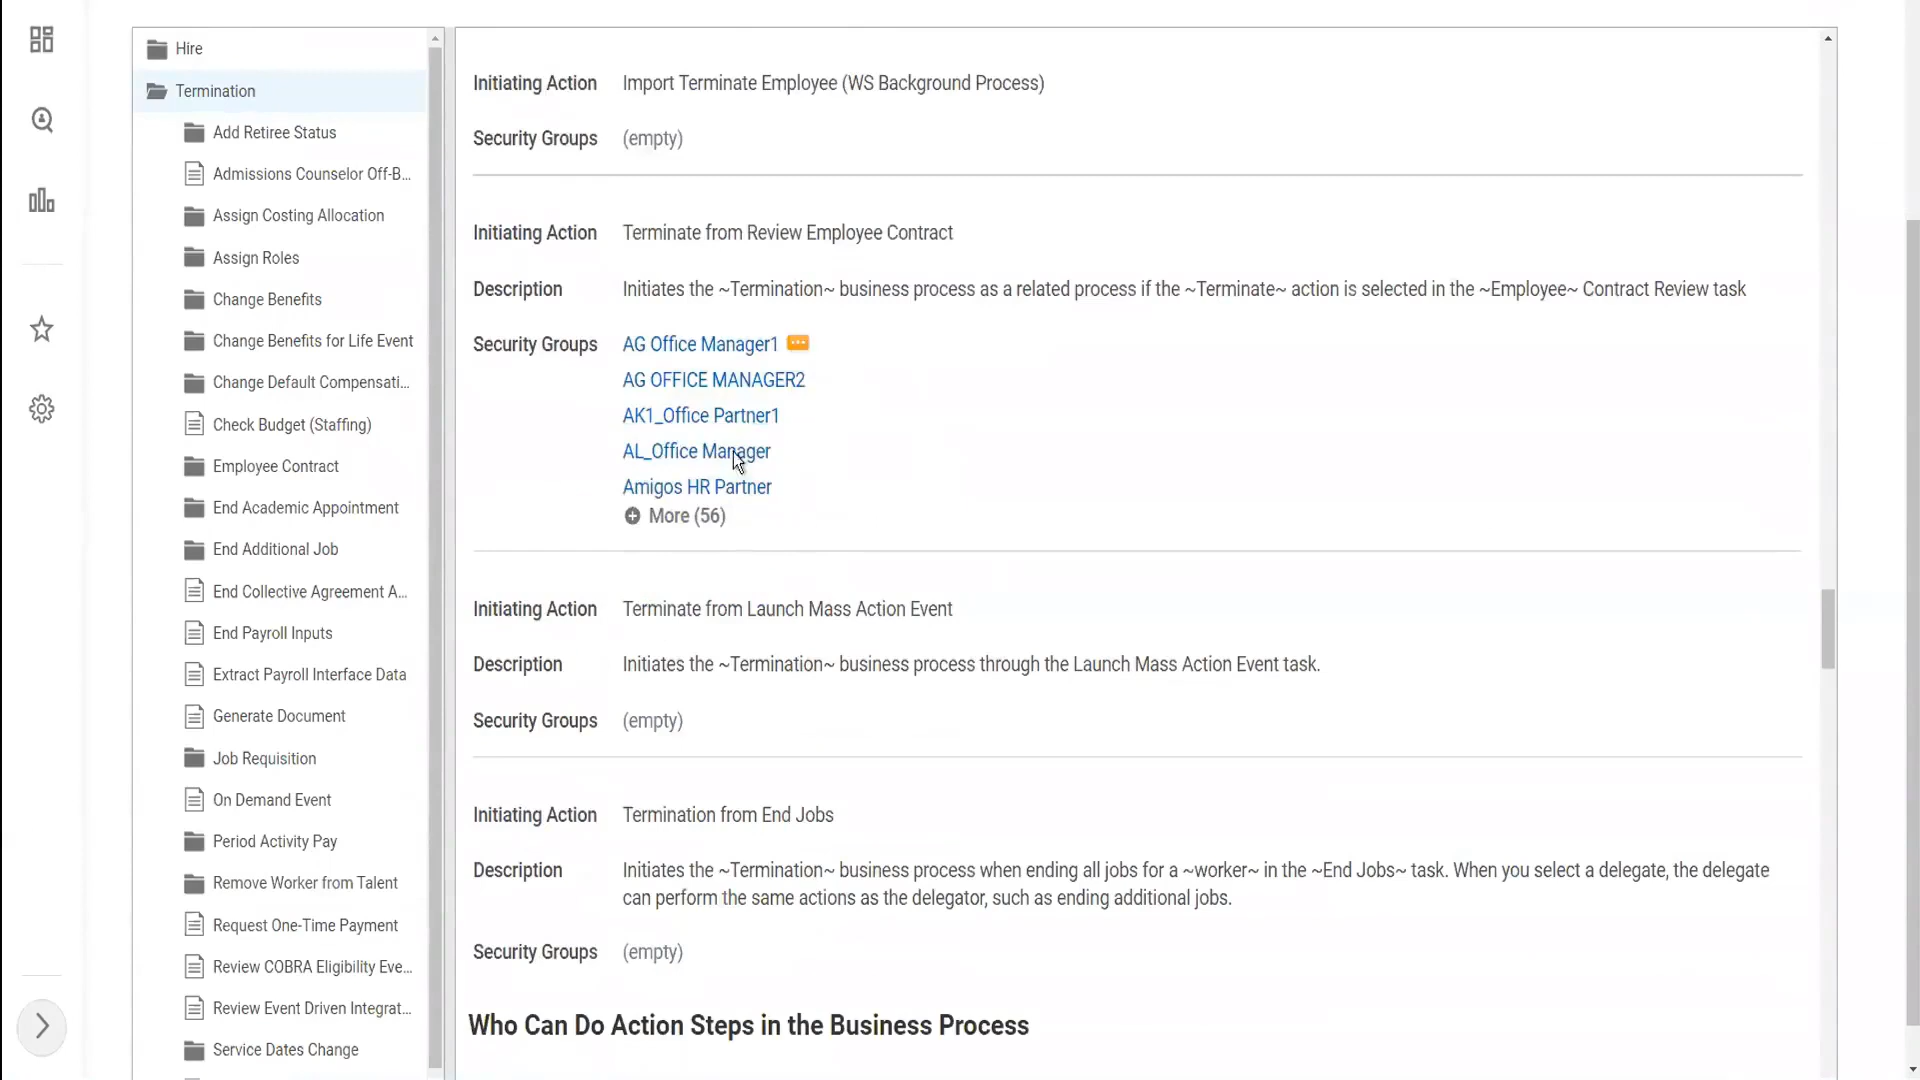 Hire
Termination
Add Retiree Status
Admissions Counselor Off-B...
Assign Costing Allocation
Assign Roles
Change Benefits
Change Benefits for Life Event
Change Default Compensati...
Check Budget (Staffing)
Employee Contract
End Academic Appointment
End Additional Job
End Collective Agreement A...
End Payroll Inputs
Extract Payroll Interface Data
Generate Document
Job Requisition
On Demand Event
Period Activity Pay
Remove Worker from Talent
Request One-Time Payment
Review COBRA Eligibility Eve...
Review Event Driven Integrat...
Service Dates Change
Initiating Action Import Terminate Employee (WS Background Process)
Security Groups (empty)
Initiating Action Terminate from Review Employee Contract
Description Initiates the ~Termination~ business process as a related process if the ~Terminate~ action is selected in the ~Employee~ Contract Review task
Security Groups AG Office Manager1
AG OFFICE MANAGER2
AK1_Office Partner1
AL_Office Manager
Amigos HR Partner
More (56)
Initiating Action Terminate from Launch Mass Action Event
Description Initiates the ~Termination~ business process through the Launch Mass Action Event task.
Security Groups (empty)
Initiating Action Termination from End Jobs
Description Initiates the ~Termination~ business process when ending all jobs for a ~worker~ in the ~End Jobs~ task. When you select a delegate, the delegate
can perform the same actions as the delegator, such as ending additional jobs.
Security Groups (empty)
Who Can Do Action Steps in the Business Process